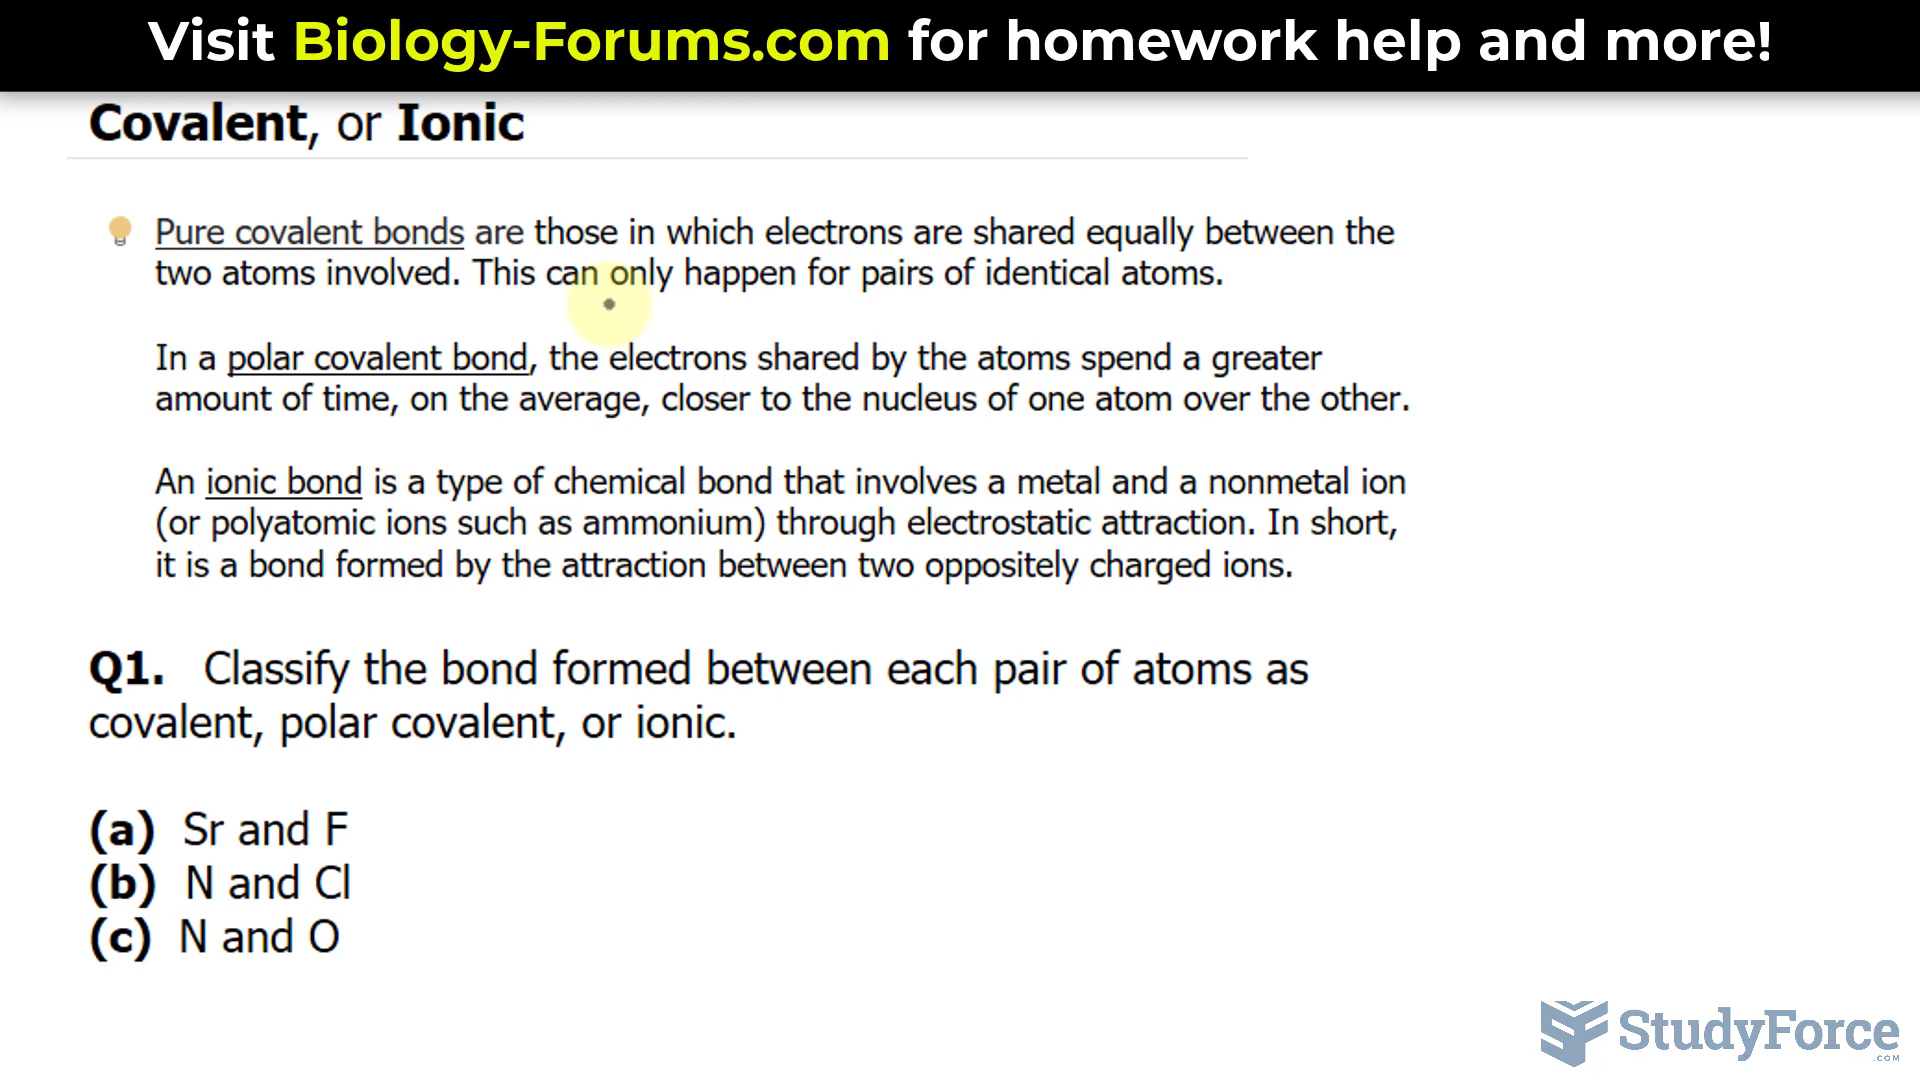 Visit Biology-Forums.com for homework help and more!
Covalent, or Ionic
Pure covalent bonds are those in which electrons are shared equally between the
two atoms involved. This can only happen for pairs of identical atoms.
In a polar covalent bond, the electrons shared by the atoms spend a greater
amount of time, on the average, closer to the nucleus of one atom over the other.
An ionic bond is a type of chemical bond that involves a metal and a nonmetal ion
(or polyatomic ions such as ammonium) through electrostatic attraction. In short,
it is a bond formed by the attraction between two oppositely charged ions.
Q1. Classify the bond formed between each pair of atoms as
covalent, polar covalent, or ionic.
(a) Sr and F
(b) N and Cl
(c) N and O
StudyForce
.COM